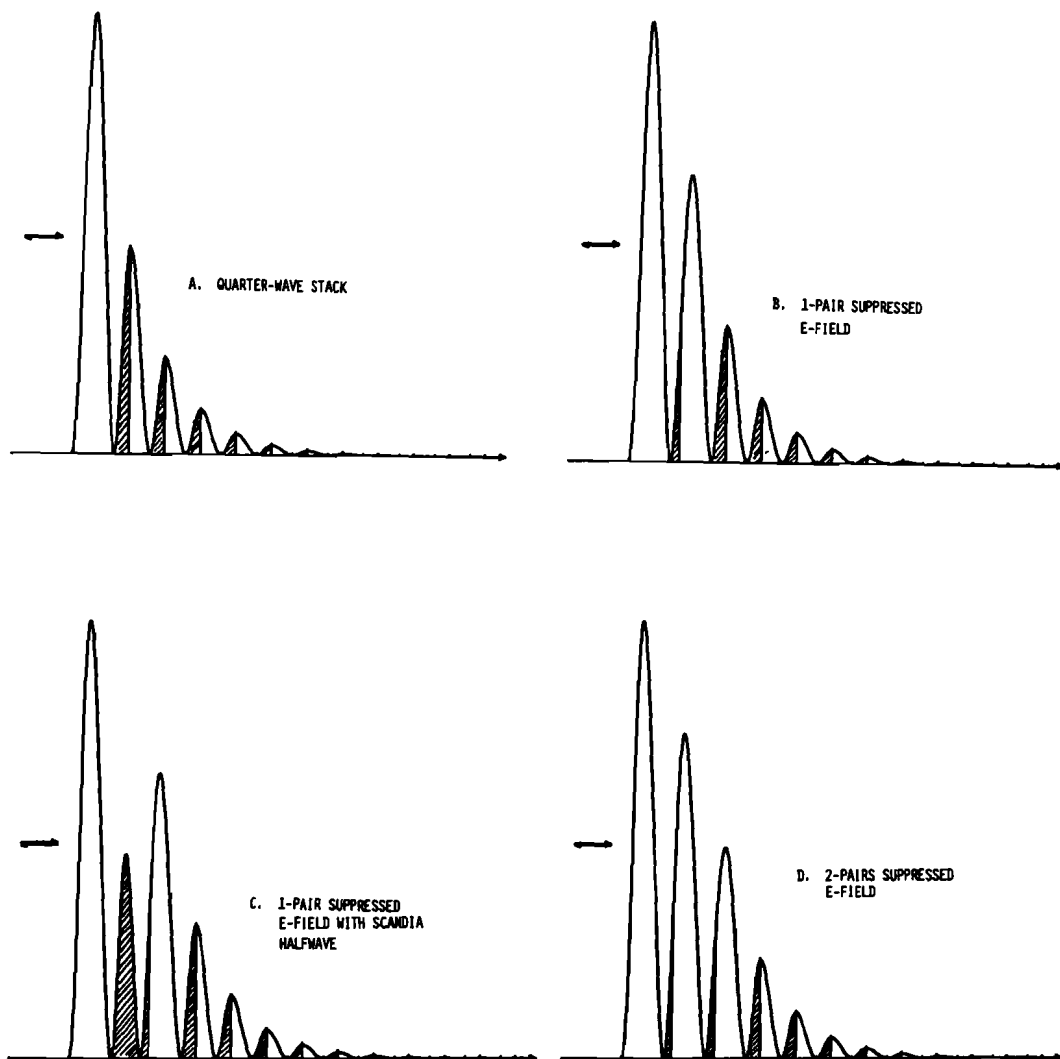 A. QUARTER-WAVE STACK
B. 1-PAIR SUPPRESSED
E-FIELD
C. 1-PAIR SUPPRESSED
E-FIELD WITH SCANDIA
HALFWAVE
D. 2-PAIRS SUPPRESSED
E-FIELD